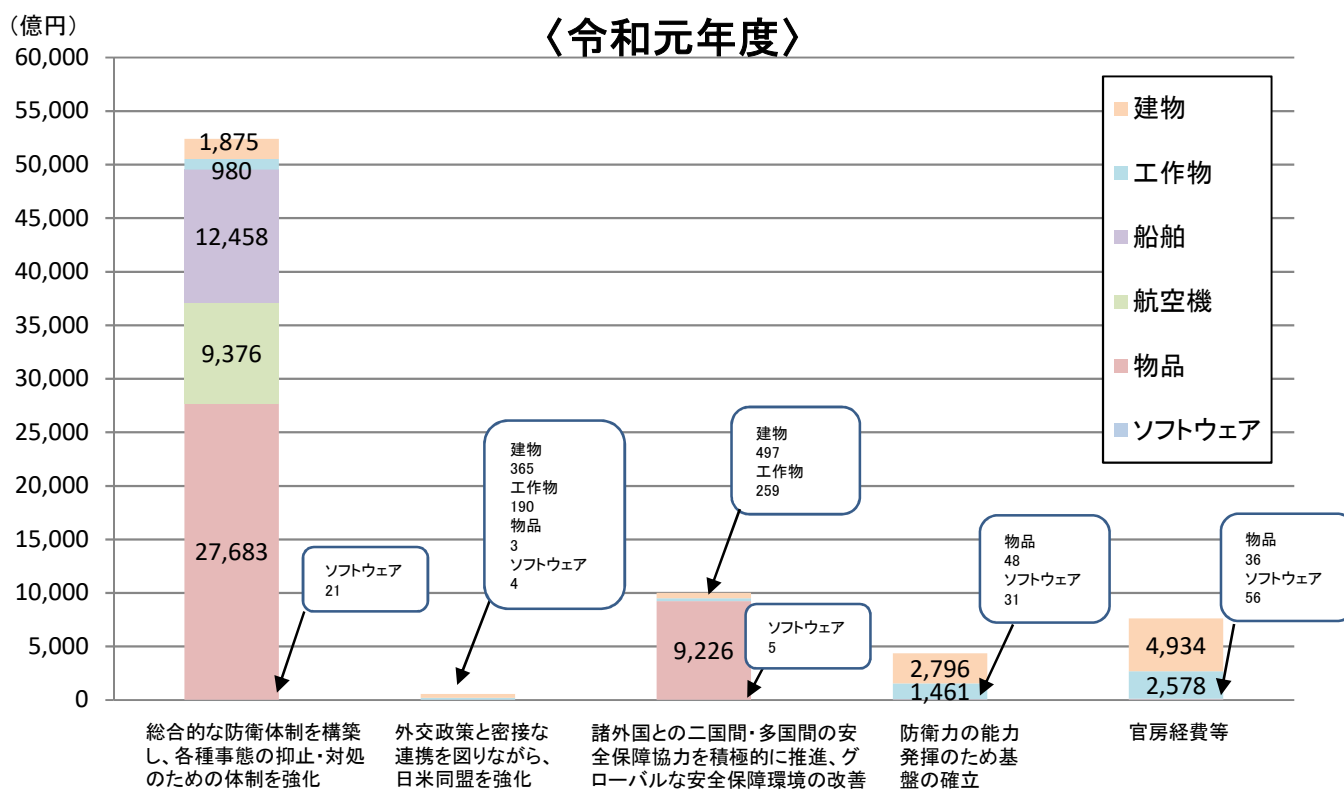 (億円)
〈令和元年度〉
60,000
55,000
50,000
45,000
40,000
35,000
30,000
25,000
20,000
15,000
10,000
5,000
0
建物
工作物
船舶
航空機
物品
ソフトウェア
1,875
980
12,458
9,376
27,683
ソフトウェア
21
建物
365
工作物
190
物品
3
ソフトウェア
4
建物
497
工作物
259
9,226
ソフトウェア
5
物品
48
ソフトウェア
31
2,796
1,461
物品
36
ソフトウェア
56
4,934
2,578
総合的な防衛体制を構築
し、各種事態の抑止・対処
のための体制を強化
外交政策と密接な
連携を図りながら、
日米同盟を強化
諸外国との二国間・多国間の安
全保障協力を積極的に推進、グ
ローバルな安全保障環境の改善
防衛力の能力
発揮のため基
盤の確立
官房経費等